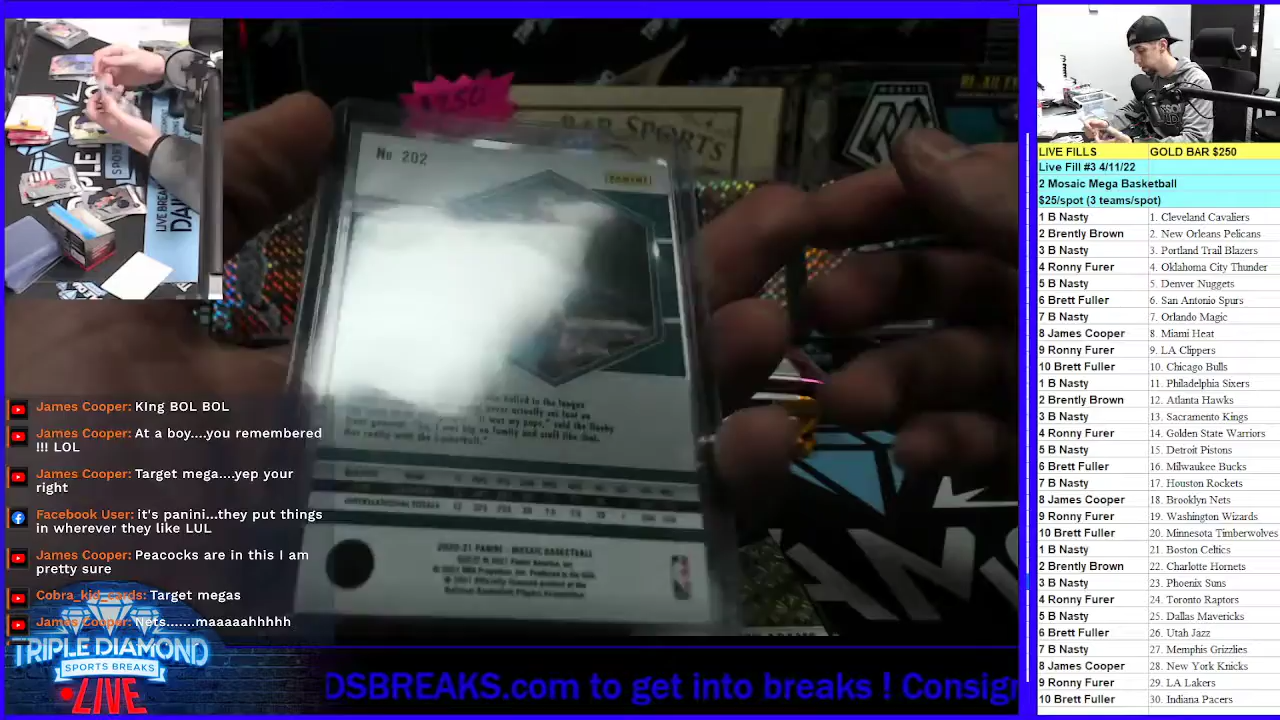 No 202
PANINI
B&B SPORTS
MOSAIC
2020-21 PANINI - MOSAIC BASKETBALL
LIVE BREAK
DAIL
SPORTS
James Cooper: KIng BOL BOL
James Cooper: At a boy....you remembered
!!! LOL
James Cooper: Target mega....yep your
right
Facebook User: it's panini...they put things
in wherever they like LUL
James Cooper: Peacocks are in this I am
pretty sure
Cobra_kid_cards: Target megas
James Cooper: Nets.......maaaaahhhhh
TRIPLE DIAMOND
SPORTS BREAKS
LIVE
DSBREAKS.com to get into breaks ! Consign
LIVE FILLS GOLD BAR $250
Live Fill #3 4/11/22
2 Mosaic Mega Basketball
$25/spot (3 teams/spot)
1 B Nasty 1. Cleveland Cavaliers
2 Brently Brown 2. New Orleans Pelicans
3 B Nasty 3. Portland Trail Blazers
4 Ronny Furer 4. Oklahoma City Thunder
5 B Nasty 5. Denver Nuggets
6 Brett Fuller 6. San Antonio Spurs
7 B Nasty 7. Orlando Magic
8 James Cooper 8. Miami Heat
9 Ronny Furer 9. LA Clippers
10 Brett Fuller 10. Chicago Bulls
1 B Nasty 11. Philadelphia Sixers
2 Brently Brown 12. Atlanta Hawks
3 B Nasty 13. Sacramento Kings
4 Ronny Furer 14. Golden State Warriors
5 B Nasty 15. Detroit Pistons
6 Brett Fuller 16. Milwaukee Bucks
7 B Nasty 17. Houston Rockets
8 James Cooper 18. Brooklyn Nets
9 Ronny Furer 19. Washington Wizards
10 Brett Fuller 20. Minnesota Timberwolves
1 B Nasty 21. Boston Celtics
2 Brently Brown 22. Charlotte Hornets
3 B Nasty 23. Phoenix Suns
4 Ronny Furer 24. Toronto Raptors
5 B Nasty 25. Dallas Mavericks
6 Brett Fuller 26. Utah Jazz
7 B Nasty 27. Memphis Grizzlies
8 James Cooper 28. New York Knicks
9 Ronny Furer 29. LA Lakers
10 Brett Fuller 30. Indiana Pacers